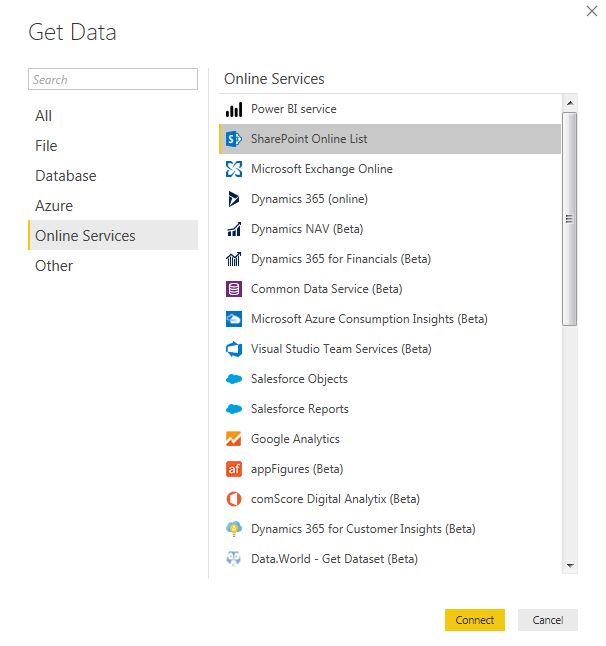 Get Data
Search
All
File
Database
Azure
Online Services
Other
Online Services
Power BI service
SharePoint Online List
Microsoft Exchange Online
Dynamics 365 (online)
Dynamics NAV (Beta)
Dynamics 365 for Financials (Beta)
Common Data Service (Beta)
Microsoft Azure Consumption Insights (Beta)
Visual Studio Team Services (Beta)
Salesforce Objects
Salesforce Reports
Google Analytics
appFigures (Beta)
comScore Digital Analytix (Beta)
Dynamics 365 for Customer Insights (Beta)
Data.World - Get Dataset (Beta)
Connect
Cancel